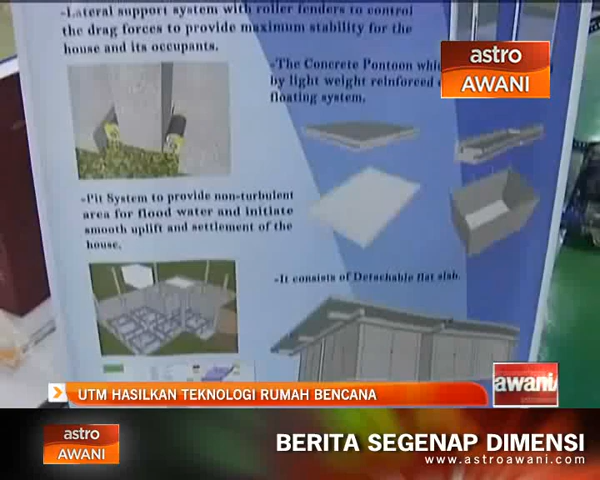 -Lateral support system with roller fenders to control
the drag forces to provide maximum stability for the
house and its occupants.
-The Concrete Pontoon
by light weight reinforced
floating system.
astro
AWANI
-Pit System to provide non-turbulent
area for flood water and initiate
smooth uplift and settlement of the
house.
-It consists of Detachable flat slab.
UTM HASILKAN TEKNOLOGI RUMAH BENCANA
awani
astro
AWANI
BERITA SEGENAP DIMENSI
www.astroawani.com